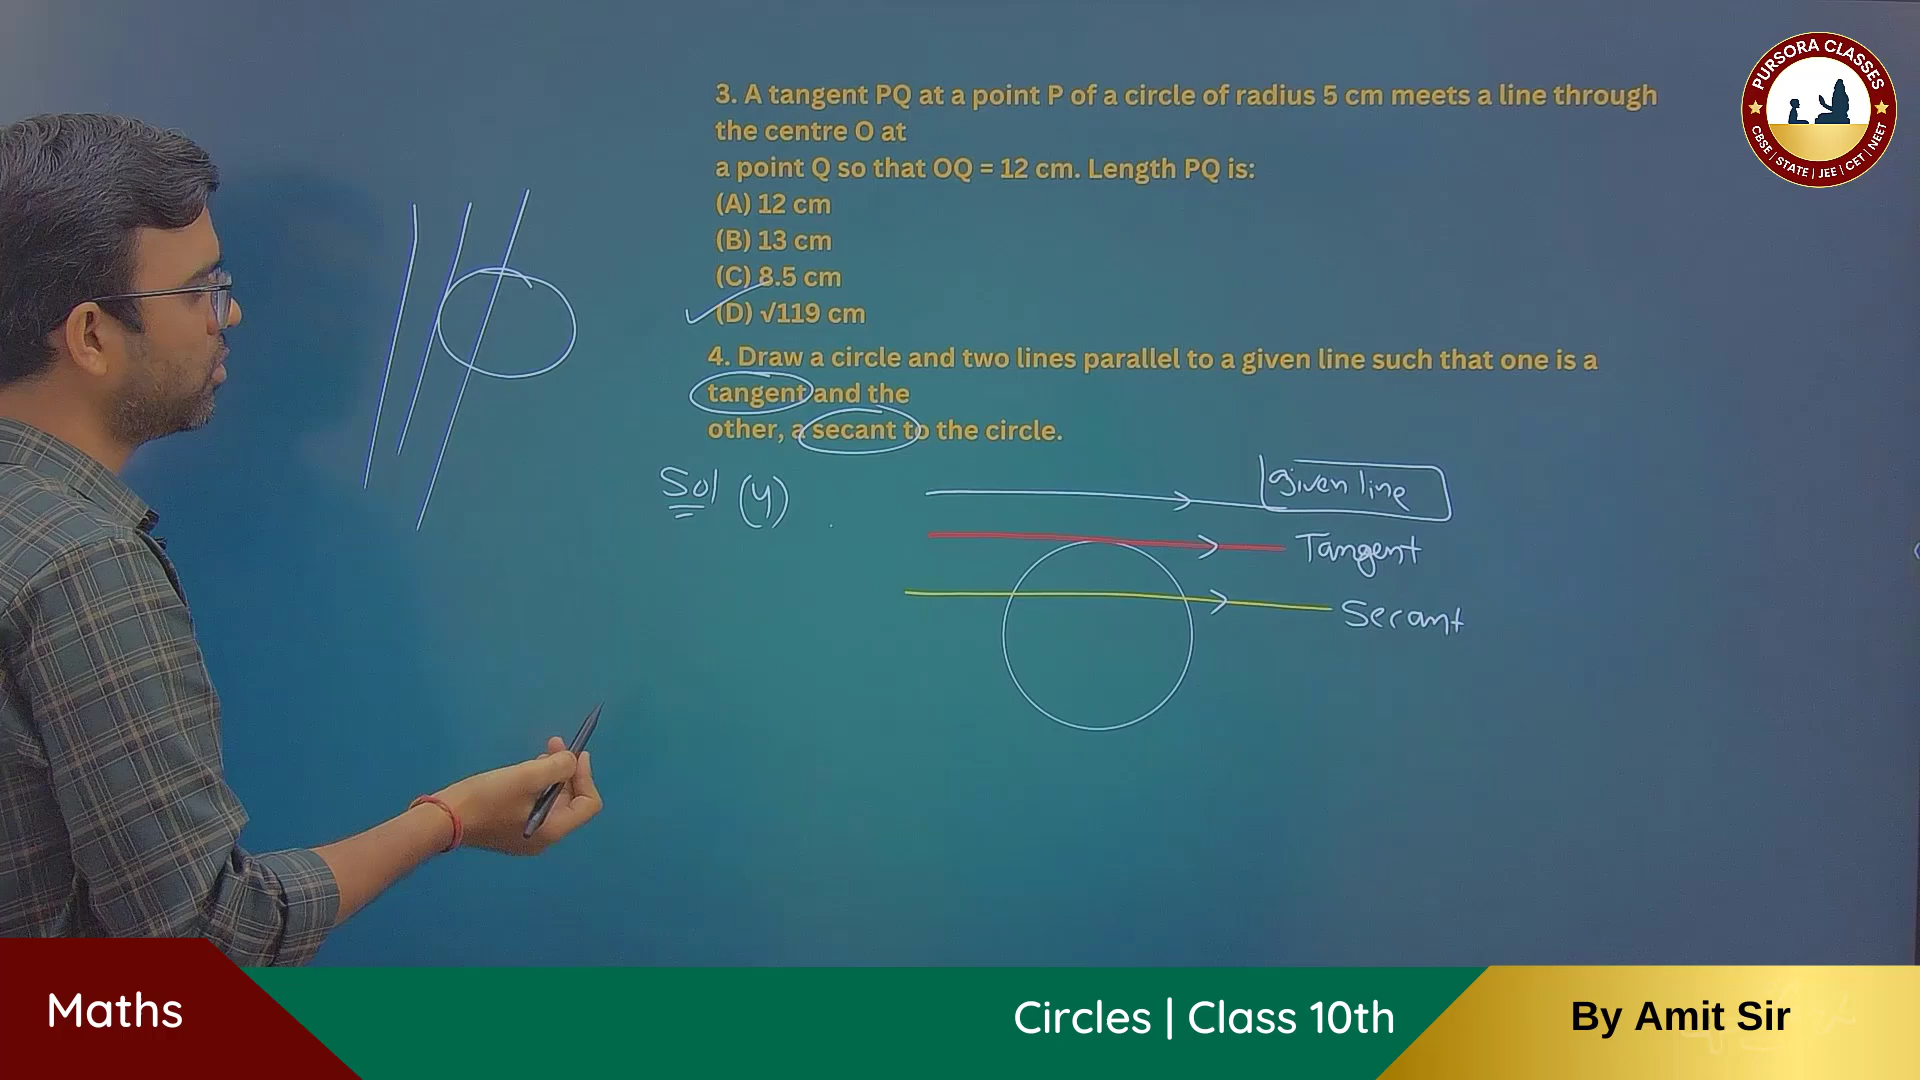 PURSORA CLASSES
CBSE | STATE | JEE | CET | NEET
3. A tangent PQ at a point P of a circle of radius 5 cm meets a line through
the centre O at
a point Q so that OQ = 12 cm. Length PQ is:
(A) 12 cm
(B) 13 cm
(C) 8.5 cm
(D) √119 cm
4. Draw a circle and two lines parallel to a given line such that one is a
tangent and the
other, a secant to the circle.
Sol (4)
given line
Tangent
Secant
Maths
Circles | Class 10th
By Amit Sir